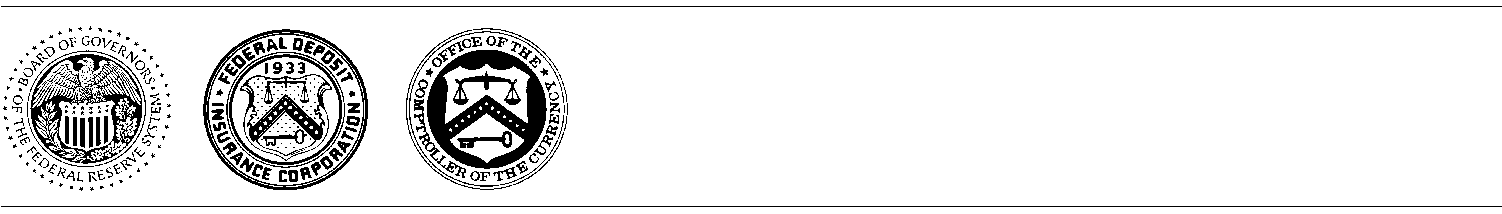 BOARD OF GOVERNORS
OF THE FEDERAL RESERVE SYSTEM
FEDERAL DEPOSIT
INSURANCE CORPORATION
1933
OFFICE OF THE
COMPTROLLER OF THE CURRENCY